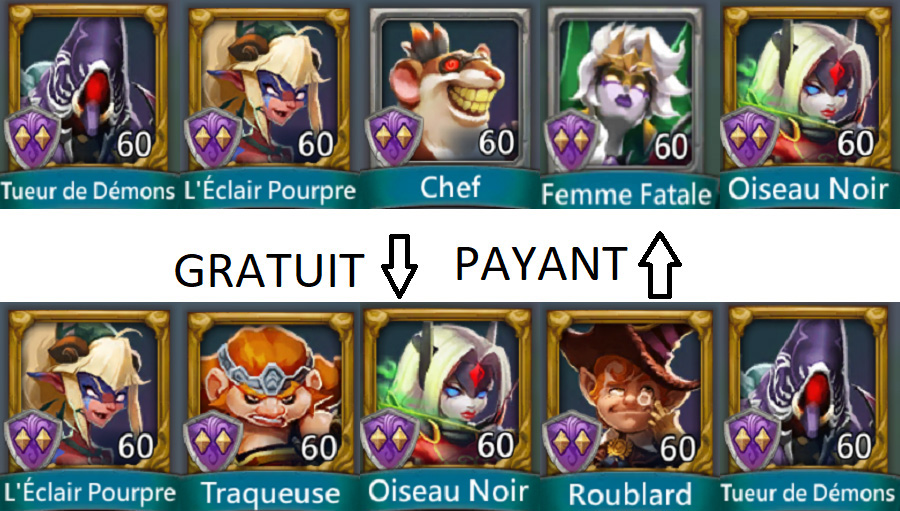 60 60 60 60 60
Tueur de Démons L'Éclair Pourpre Chef Femme Fatale Oiseau Noir
GRATUIT PAYANT
60 60 60 60 60
L'Éclair Pourpre Traqueuse Oiseau Noir Roublard Tueur de Démons